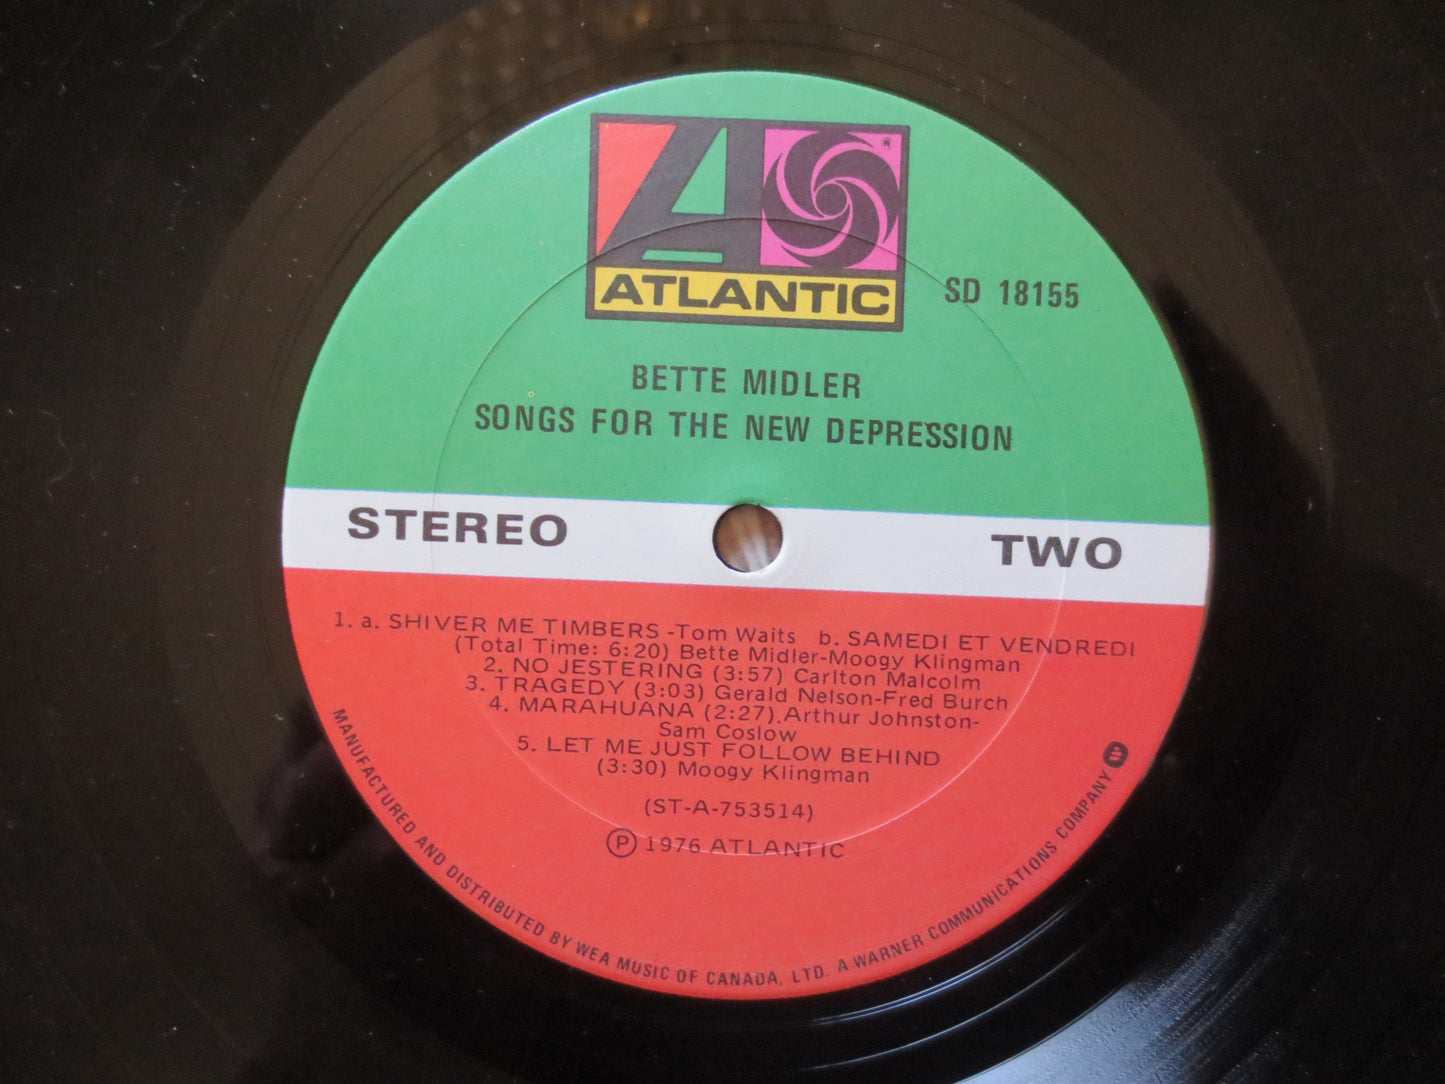 ATLANTIC
®
SD 18155
BETTE MIDLER
SONGS FOR THE NEW DEPRESSION
STEREO
TWO
1. a. SHIVER ME TIMBERS -Tom Waits b. SAMEDI ET VENDREDI
(Total Time: 6:20) Bette Midler-Moogy Klingman
2. NO JESTERING (3:57) Carlton Malcolm
3. TRAGEDY (3:03) Gerald Nelson-Fred Burch
4. MARAHUANA (2:27) Arthur Johnston-
Sam Coslow
5. LET ME JUST FOLLOW BEHIND
(3:30) Moogy Klingman
(ST-A-753514)
℗ 1976 ATLANTIC
MANUFACTURED AND DISTRIBUTED BY WEA MUSIC OF CANADA, LTD. A WARNER COMMUNICATIONS COMPANY